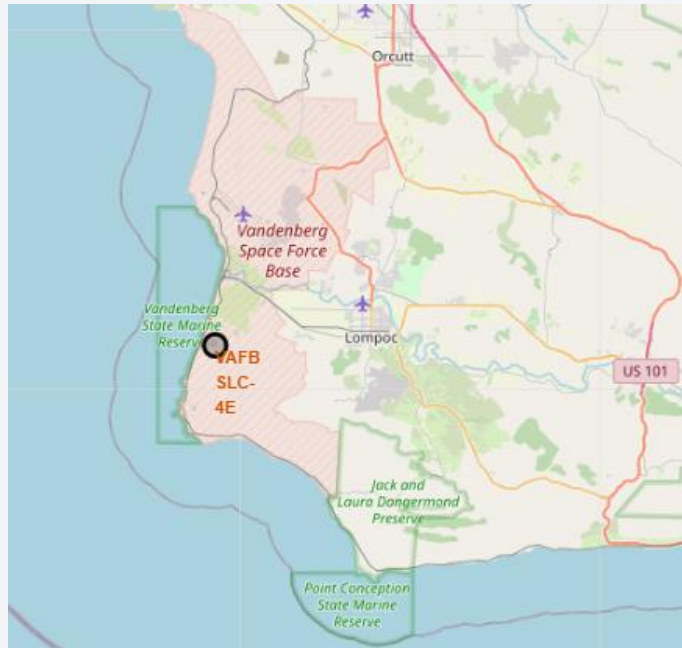 Orcutt
Vandenberg
Space Force
Base
Vandenberg
State Marine
Reserve
Lompoc
VAFB
SLC-
4E
US 101
Jack and
Laura Dangermond
Preserve
Point Conception
State Marine
Reserve